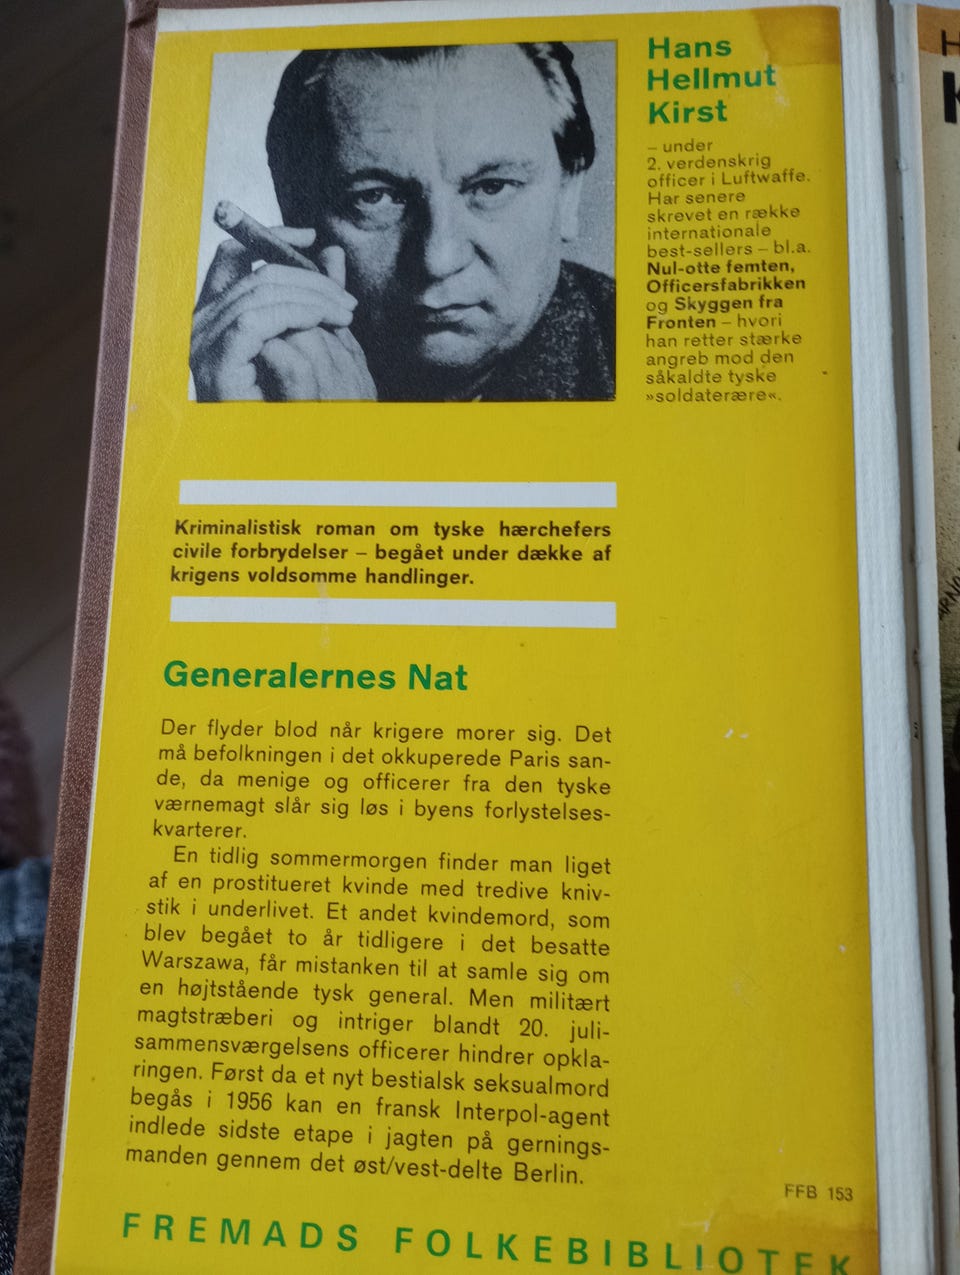 Hans
Hellmut
Kirst
– under
2. verdenskrig
officer i Luftwaffe.
Har senere
skrevet en række
internationale
best-sellers – bl.a.
Nul-otte femten,
Officersfabrikken
og Skyggen fra
Fronten – hvori
han retter stærke
angreb mod den
såkaldte tyske
»soldaterære«.
Kriminalistisk roman om tyske hærchefers
civile forbrydelser – begået under dække af
krigens voldsomme handlinger.
Generalernes Nat
Der flyder blod når krigere morer sig. Det
må befolkningen i det okkuperede Paris san-
de, da menige og officerer fra den tyske
værnemagt slår sig løs i byens forlystelses-
kvarterer.
En tidlig sommermorgen finder man liget
af en prostitueret kvinde med tredive kniv-
stik i underlivet. Et andet kvindemord, som
blev begået to år tidligere i det besatte
Warszawa, får mistanken til at samle sig om
en højtstående tysk general. Men militært
magtstræberi og intriger blandt 20. juli-
sammensværgelsens officerer hindrer opkla-
ringen. Først da et nyt bestialsk seksualmord
begås i 1956 kan en fransk Interpol-agent
indlede sidste etape i jagten på gernings-
manden gennem det øst/vest-delte Berlin.
FFB 153
FREMADS FOLKEBIBLIOTEK